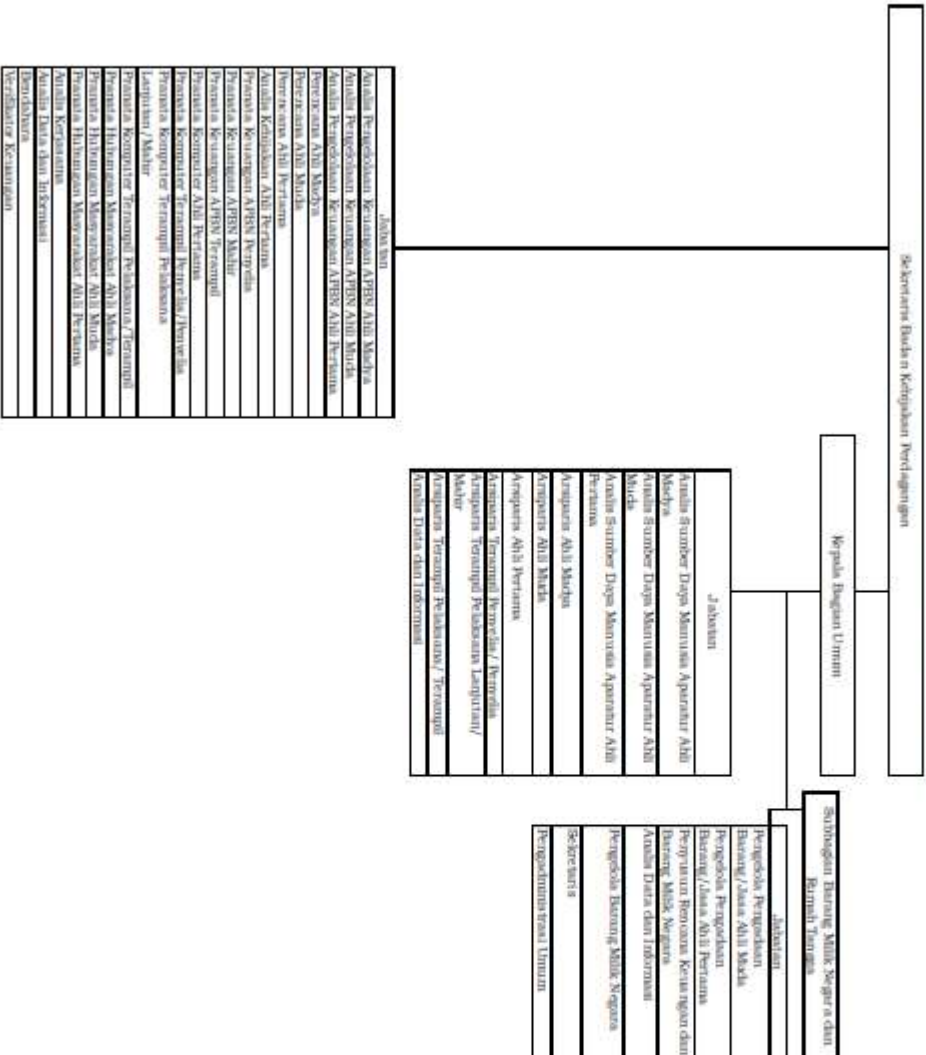 Sekretaris Badan Kebijakan Perdagangan
Jabatan
Analis Pengelolaan Keuangan APBN Ahli Madya
Analis Pengelolaan Keuangan APBN Ahli Muda
Analis Pengelolaan Keuangan APBN Ahli Pertama
Perencana Ahli Madya
Perencana Ahli Muda
Perencana Ahli Pertama
Analis Kebijakan Ahli Pertama
Pranata Keuangan APBN Penyelia
Pranata Keuangan APBN Mahir
Pranata Keuangan APBN Terampil
Pranata Komputer Ahli Pertama
Pranata Komputer Terampil Penyelia/Penyelia
Pranata Komputer Terampil Pelaksana
Lanjutan/Mahir
Pranata Komputer Terampil Pelaksana/Terampil
Pranata Hubungan Masyarakat Ahli Madya
Pranata Hubungan Masyarakat Ahli Muda
Pranata Hubungan Masyarakat Ahli Pertama
Analis Kerjasama
Analis Data dan Informasi
Bendahara
Verifikator Keuangan
Kepala Bagian Umum
Jabatan
Analis Sumber Daya Manusia Aparatur Ahli
Madya
Analis Sumber Daya Manusia Aparatur Ahli
Muda
Analis Sumber Daya Manusia Aparatur Ahli
Pertama
Arsiparis Ahli Madya
Arsiparis Ahli Muda
Arsiparis Ahli Pertama
Arsiparis Terampil Penyelia/ Penyelia
Arsiparis Terampil Pelaksana Lanjutan/
Mahir
Arsiparis Terampil Pelaksana/ Terampil
Analis Data dan Informasi
Subbagian Barang Milik Negara dan
Rumah Tangga
Jabatan
Pengelola Pengadaan
Barang/Jasa Ahli Muda
Pengelola Pengadaan
Barang/Jasa Ahli Pertama
Penyusun Rencana Keuangan dan
Barang Milik Negara
Analis Data dan Informasi
Pengelola Barang Milik Negara
Sekretaris
Pengadministrasi Umum